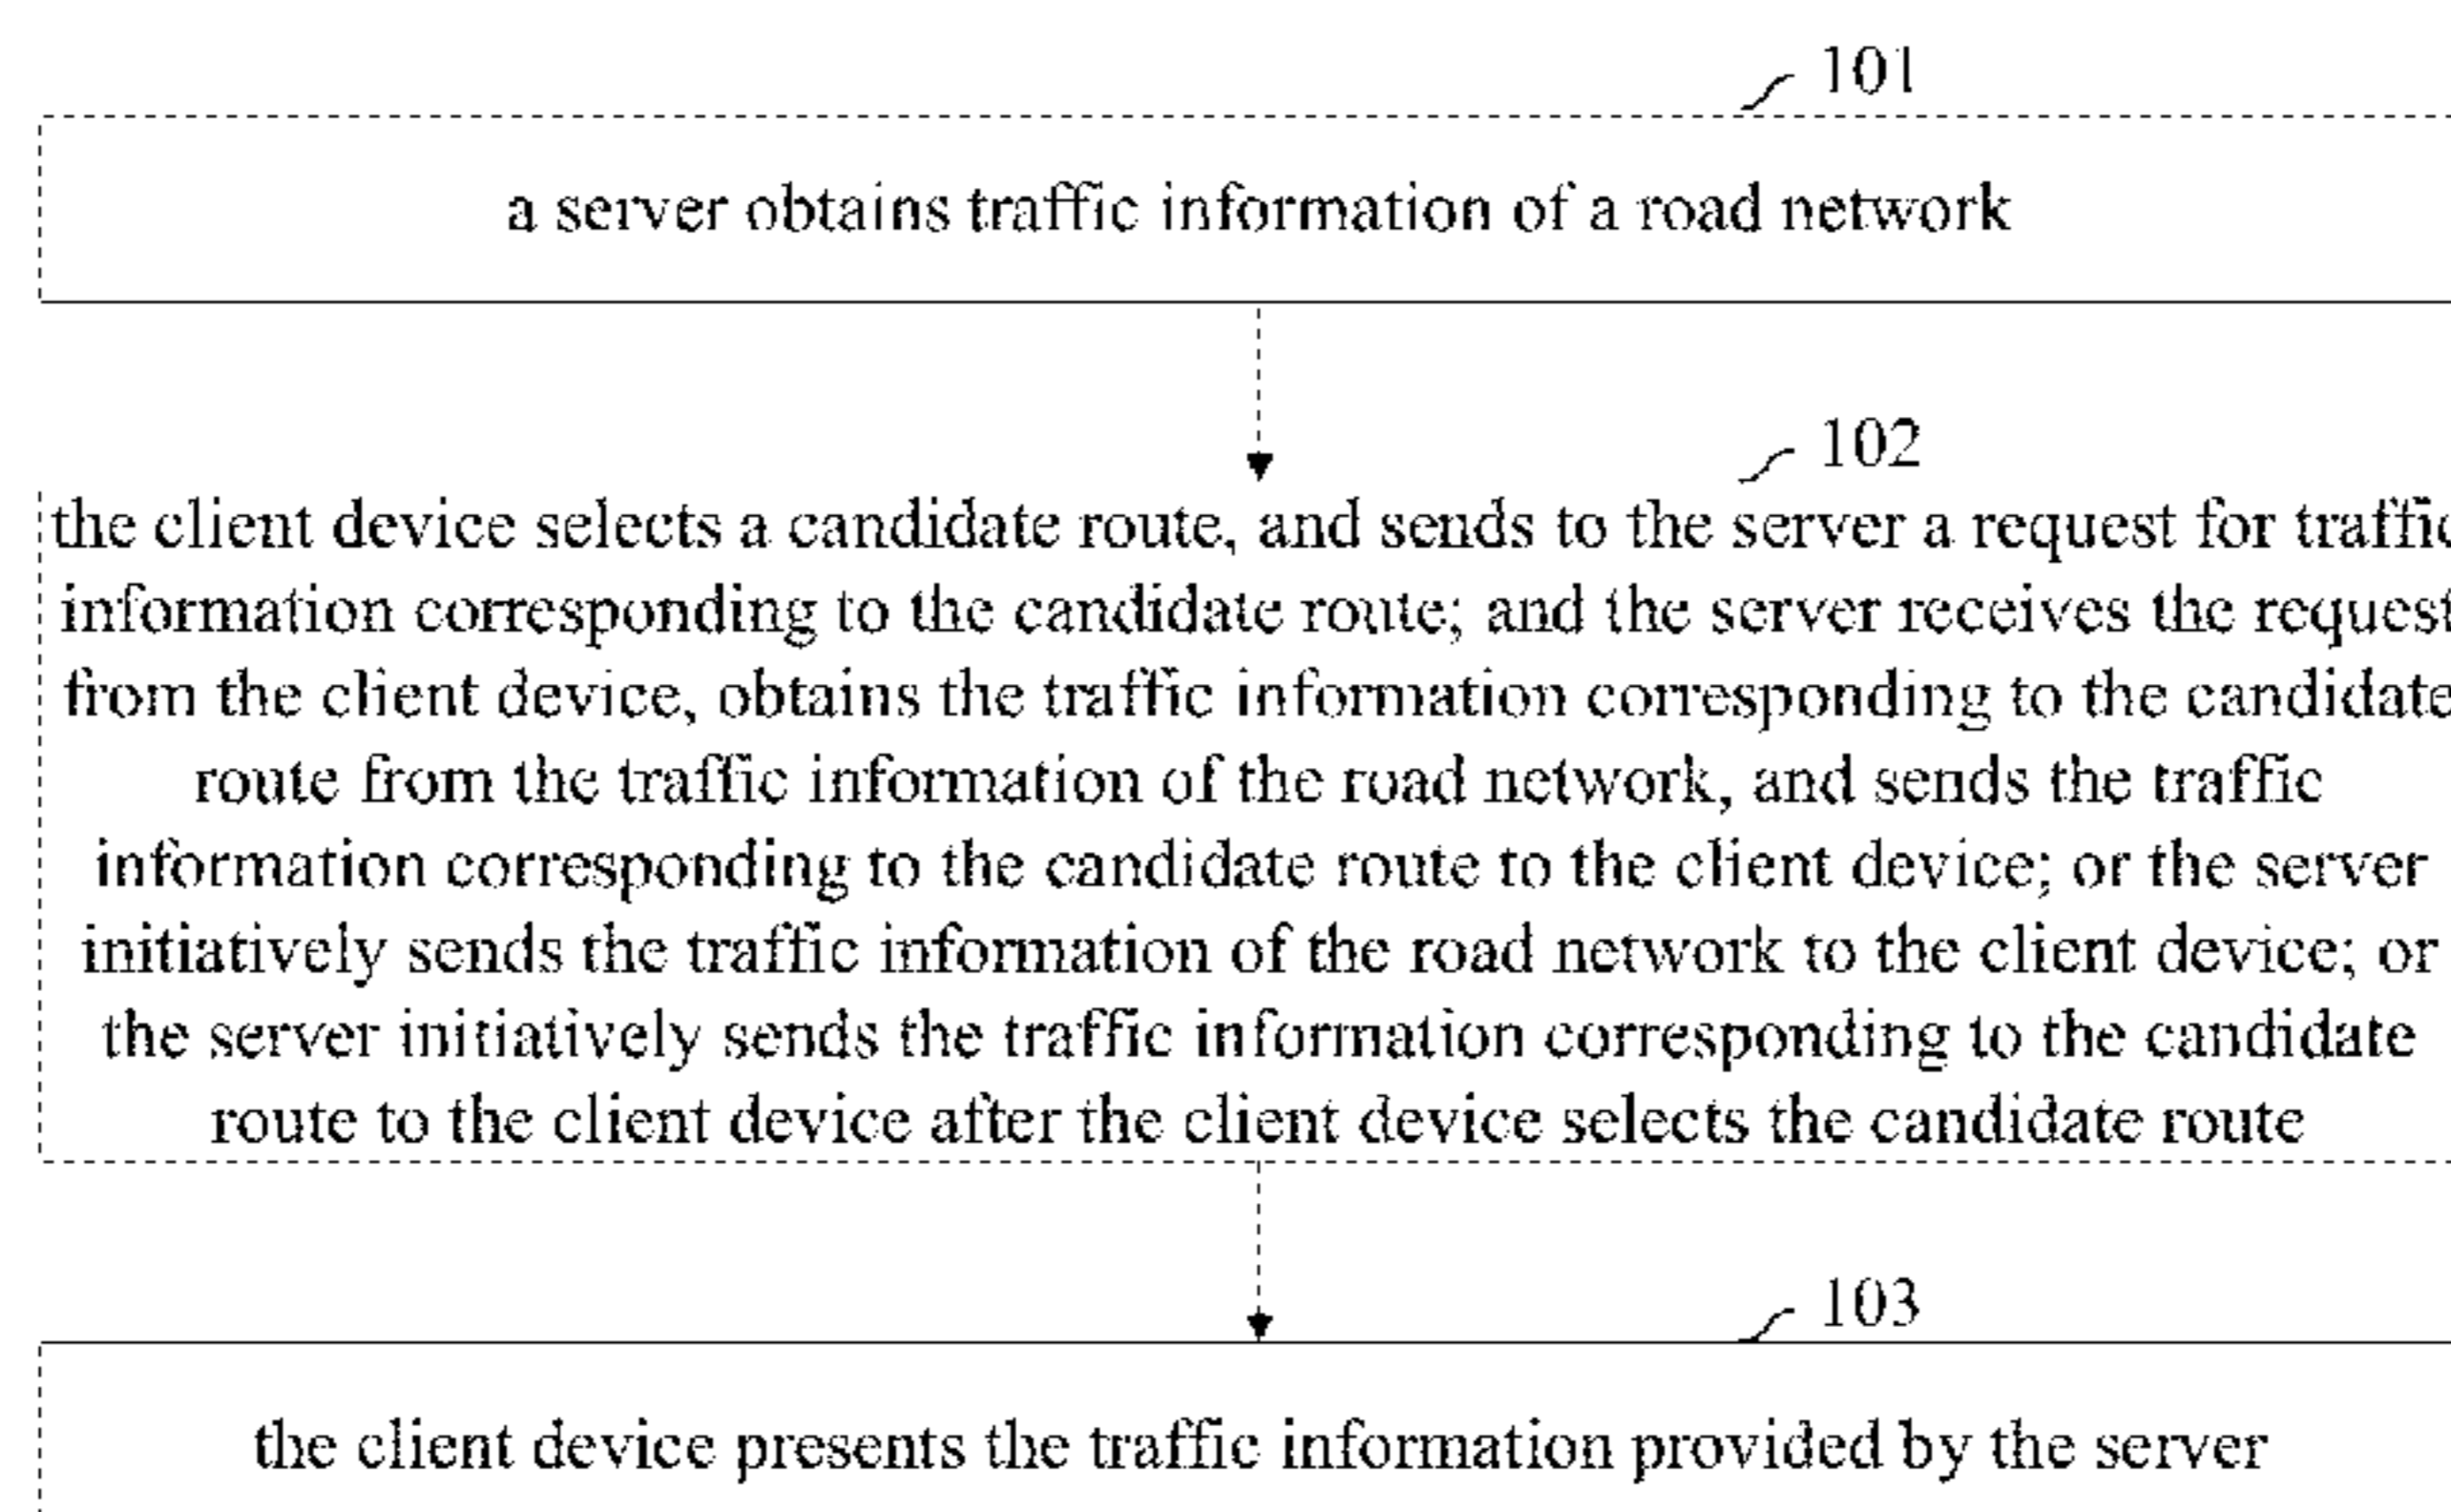 101
a server obtains traffic information of a road network
102
the client device selects a candidate route, and sends to the server a request for traffic
information corresponding to the candidate route; and the server receives the request
from the client device, obtains the traffic information corresponding to the candidate
route from the traffic information of the road network, and sends the traffic
information corresponding to the candidate route to the client device; or the server
initiatively sends the traffic information of the road network to the client device; or
the server initiatively sends the traffic information corresponding to the candidate
route to the client device after the client device selects the candidate route
103
the client device presents the traffic information provided by the server